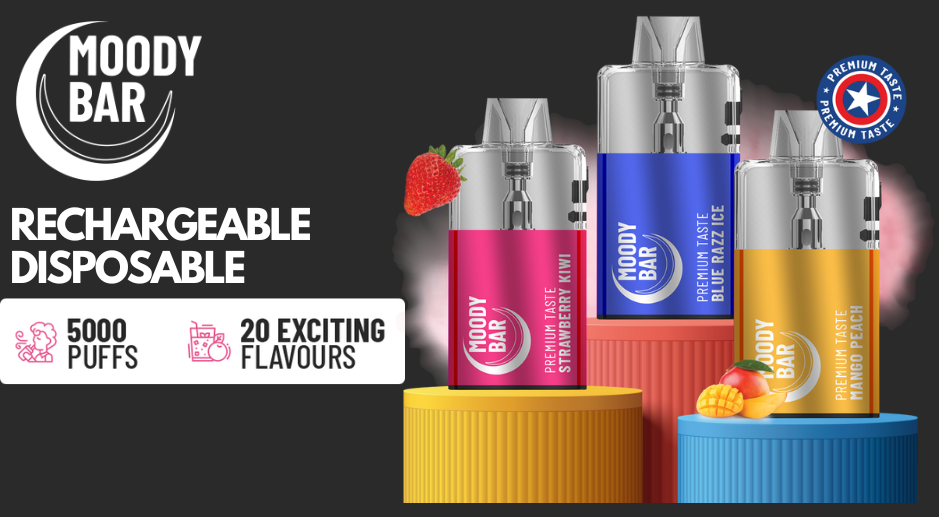 MOODY
BAR
RECHARGEABLE
DISPOSABLE
5000
PUFFS
20 EXCITING
FLAVOURS
MOODY
BAR
PREMIUM TASTE
STRAWBERRY KIWI
MOODY
BAR
PREMIUM TASTE
BLUE RAZZ ICE
MOODY
BAR
PREMIUM TASTE
MANGO PEACH
PREMIUM TASTE
PREMIUM TASTE